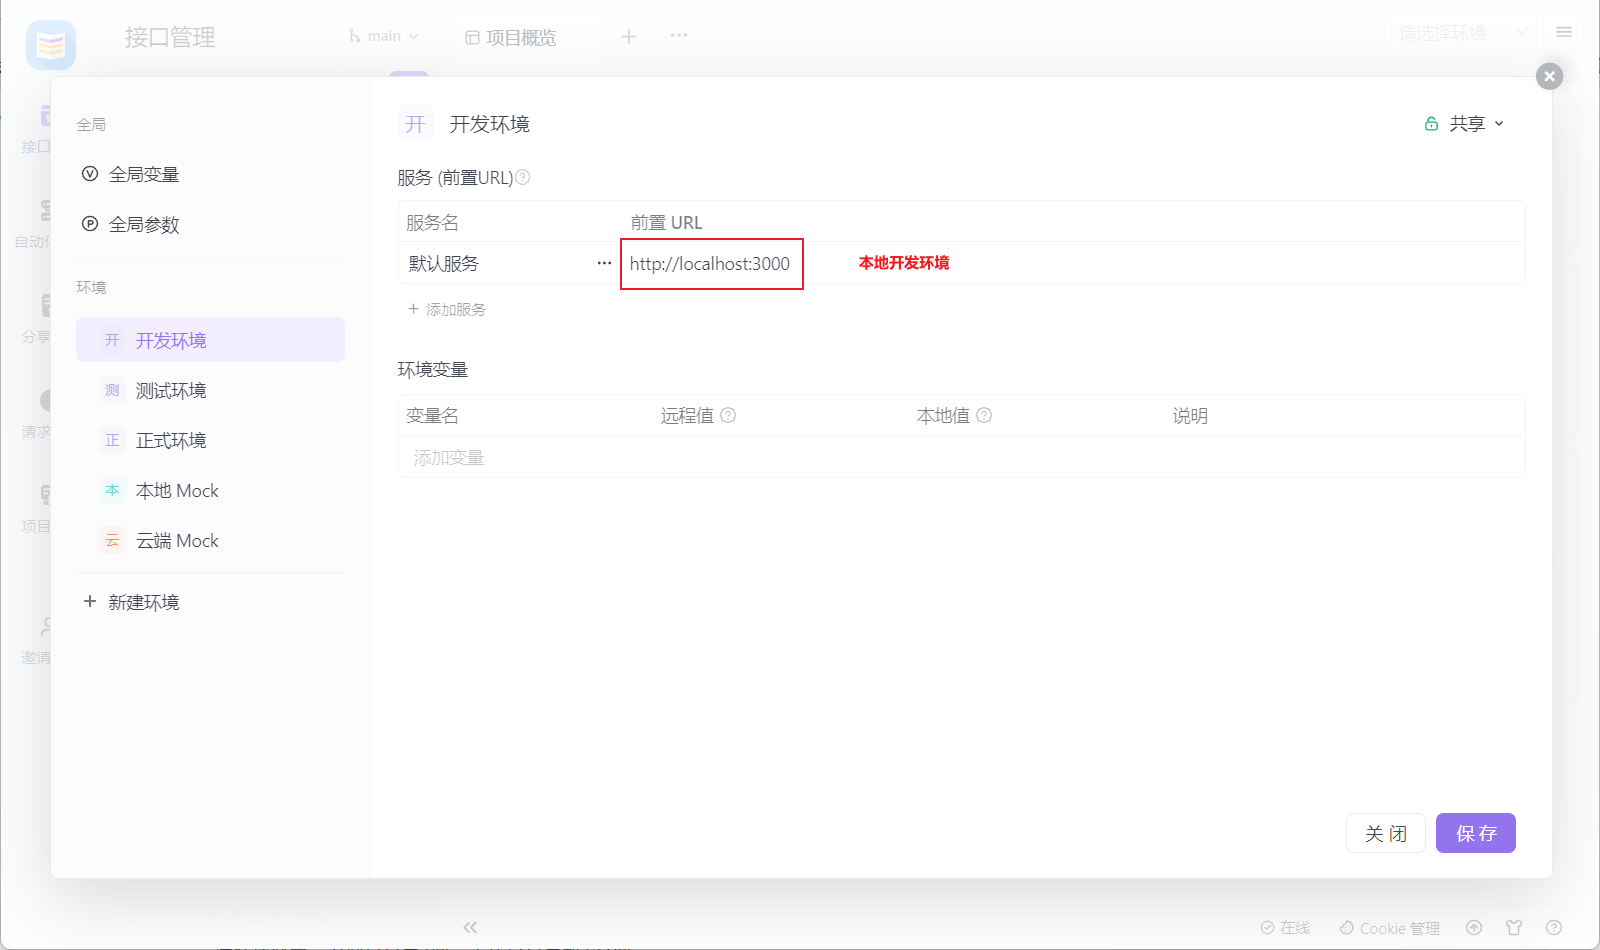 接口管理
main
项目概览
请选择环境
全局
全局变量
全局参数
环境
开 开发环境
测 测试环境
正 正式环境
本 本地 Mock
云 云端 Mock
新建环境
开 开发环境
共享
服务 (前置URL)
服务名 前置 URL
默认服务 http://localhost:3000 本地开发环境
+ 添加服务
环境变量
变量名 远程值 本地值 说明
添加变量
关闭 保存
接口
自动化
分享
请求
项目
邀请
在线 Cookie 管理